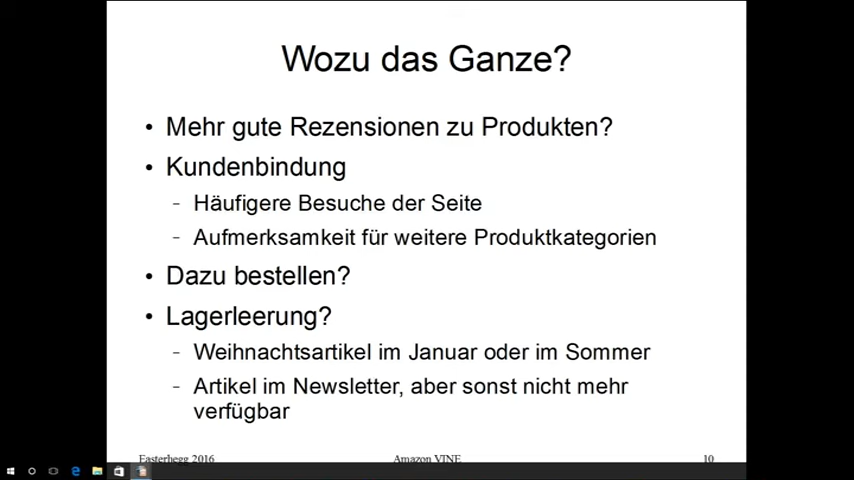 Wozu das Ganze?
• Mehr gute Rezensionen zu Produkten?
• Kundenbindung
– Häufigere Besuche der Seite
– Aufmerksamkeit für weitere Produktkategorien
• Dazu bestellen?
• Lagerleerung?
– Weihnachtsartikel im Januar oder im Sommer
– Artikel im Newsletter, aber sonst nicht mehr
verfügbar
Easterhegg 2016 Amazon VINE 10